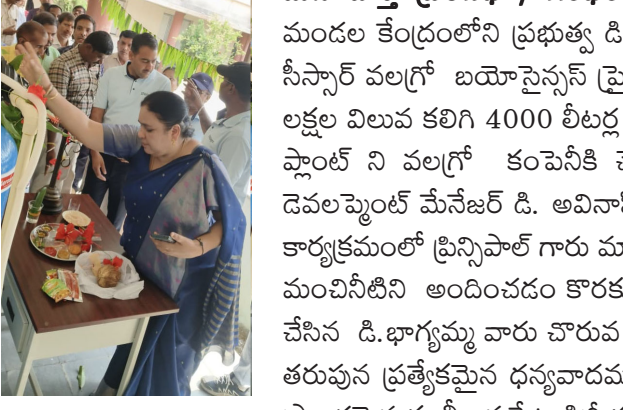 మండల కేంద్రంలోని ప్రభుత్వ డి
సీస్సార్ వలగ్రో బయోసైన్సస్ ప్రై
లక్షల విలువ కలిగి 4000 లీటర్ల
ప్లాంట్ ని వలగ్రో కంపెనీకి చె
డెవలప్మెంట్ మేనేజర్ డి. అవినాష్
కార్యక్రమంలో ప్రిన్సిపాల్ గారు మా
మంచినీటిని అందించడం కొరకు
చేసిన డి.భాగ్యమ్మ వారు చొరువ
తరుపున ప్రత్యేకమైన ధన్యవాదము